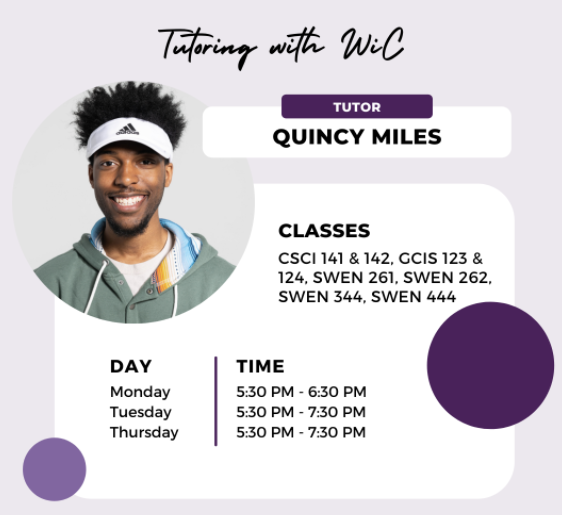 Tutoring with WiC
adidas
TUTOR
QUINCY MILES
CLASSES
CSCI 141 & 142, GCIS 123 &
124, SWEN 261, SWEN 262,
SWEN 344, SWEN 444
DAY TIME
Monday 5:30 PM - 6:30 PM
Tuesday 5:30 PM - 7:30 PM
Thursday 5:30 PM - 7:30 PM